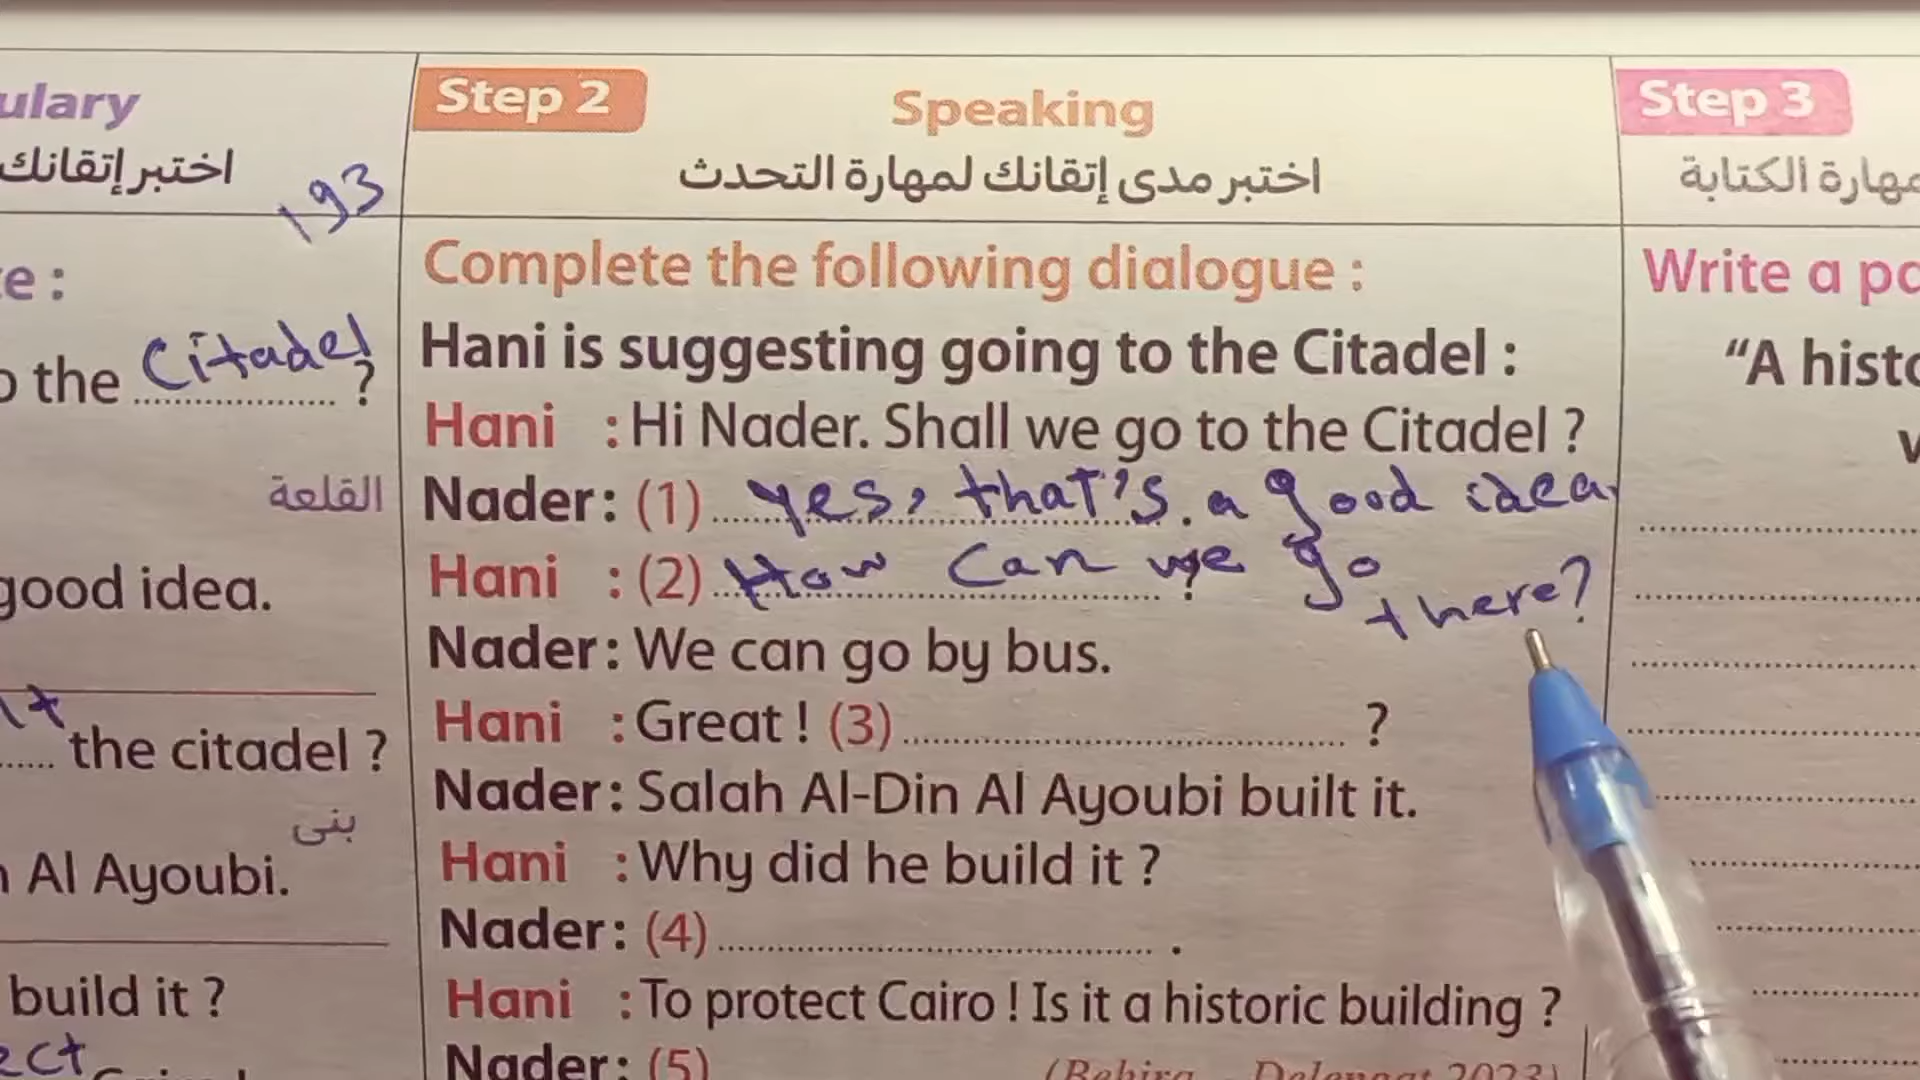 ulary
اختبر إتقانك
193
e :
the Citadel ?
القلعة
good idea.
the citadel ?
بنى
Al Ayoubi.
build it ?
Step 2 Speaking
اختبر مدى إتقانك لمهارة التحدث
Complete the following dialogue :
Hani is suggesting going to the Citadel :
Hani : Hi Nader. Shall we go to the Citadel ?
Nader: (1) yes, that's a good idea.
Hani : (2) How can we go there?
Nader: We can go by bus.
Hani : Great ! (3) ........ ?
Nader: Salah Al-Din Al Ayoubi built it.
Hani : Why did he build it ?
Nader: (4) ........ .
Hani : To protect Cairo ! Is it a historic building ?
Nader: (5)
Step 3
مهارة الكتابة
Write a pa
"A histo